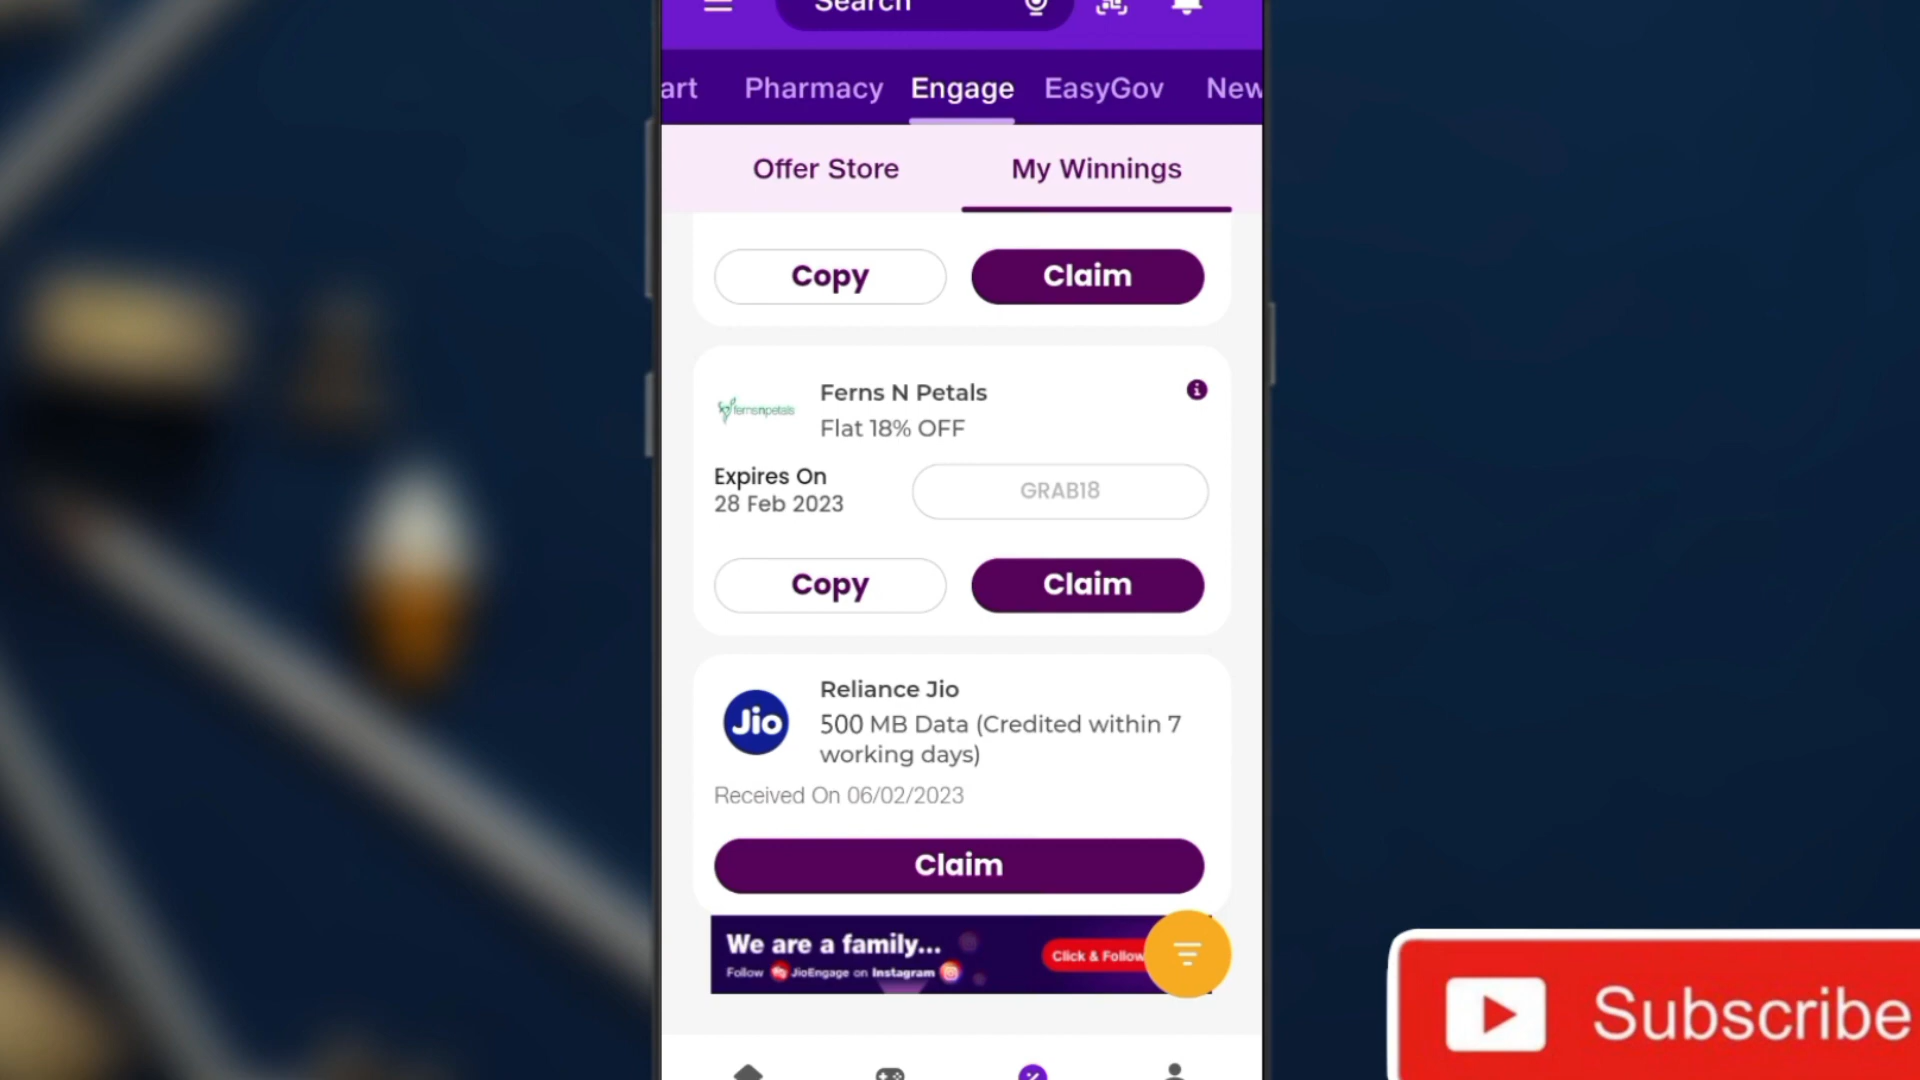 Search
art Pharmacy Engage EasyGov New
Offer Store My Winnings
Copy Claim
fernsnpetals
Ferns N Petals
Flat 18% OFF
Expires On
28 Feb 2023
GRAB18
Copy Claim
Jio
Reliance Jio
500 MB Data (Credited within 7
working days)
Received On 06/02/2023
Claim
We are a family...
Follow JioEngage on Instagram
Click & Follow
Subscribe